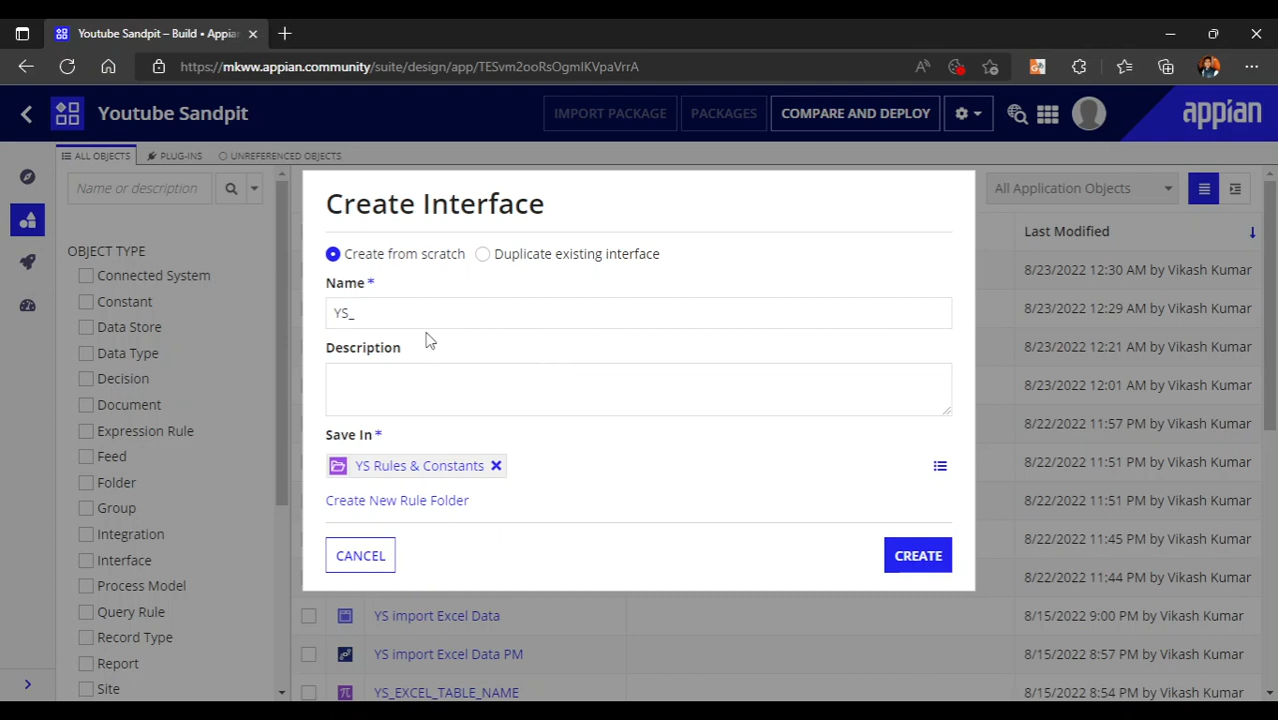 Youtube Sandpit – Build • Appian
https://mkww.appian.community/suite/design/app/TESvm2ooRsOgmIKVpaVrrA
Youtube Sandpit
IMPORT PACKAGE
PACKAGES
COMPARE AND DEPLOY
appian
ALL OBJECTS
PLUG-INS
UNREFERENCED OBJECTS
Name or description
All Application Objects
OBJECT TYPE
Connected System
Constant
Data Store
Data Type
Decision
Document
Expression Rule
Feed
Folder
Group
Integration
Interface
Process Model
Query Rule
Record Type
Report
Site
Create Interface
Create from scratch
Duplicate existing interface
Name *
YS_
Description
Save In *
YS Rules & Constants
Create New Rule Folder
CANCEL
CREATE
Last Modified
8/23/2022 12:30 AM by Vikash Kumar
8/23/2022 12:29 AM by Vikash Kumar
8/23/2022 12:21 AM by Vikash Kumar
8/23/2022 12:01 AM by Vikash Kumar
8/22/2022 11:57 PM by Vikash Kumar
8/22/2022 11:51 PM by Vikash Kumar
8/22/2022 11:51 PM by Vikash Kumar
8/22/2022 11:45 PM by Vikash Kumar
8/22/2022 11:44 PM by Vikash Kumar
YS import Excel Data
8/15/2022 9:00 PM by Vikash Kumar
YS import Excel Data PM
8/15/2022 8:57 PM by Vikash Kumar
YS_EXCEL_TABLE_NAME
8/15/2022 8:54 PM by Vikash Kumar